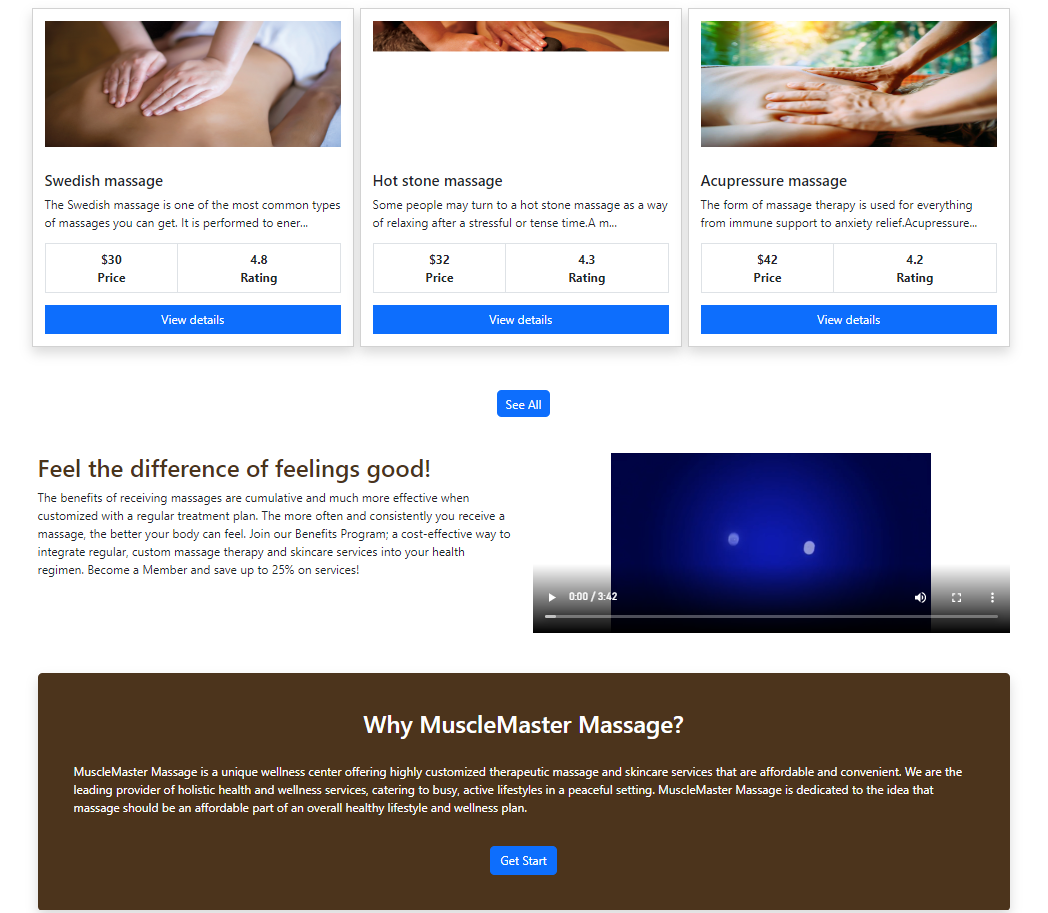 Swedish massage
The Swedish massage is one of the most common types
of massages you can get. It is performed to ener...
$30
Price
4.8
Rating
View details
Hot stone massage
Some people may turn to a hot stone massage as a way
of relaxing after a stressful or tense time.A m...
$32
Price
4.3
Rating
View details
Acupressure massage
The form of massage therapy is used for everything
from immune support to anxiety relief.Acupressure...
$42
Price
4.2
Rating
View details
See All
Feel the difference of feelings good!
The benefits of receiving massages are cumulative and much more effective when
customized with a regular treatment plan. The more often and consistently you receive a
massage, the better your body can feel. Join our Benefits Program; a cost-effective way to
integrate regular, custom massage therapy and skincare services into your health
regimen. Become a Member and save up to 25% on services!
0:00 / 3:42
Why MuscleMaster Massage?
MuscleMaster Massage is a unique wellness center offering highly customized therapeutic massage and skincare services that are affordable and convenient. We are the
leading provider of holistic health and wellness services, catering to busy, active lifestyles in a peaceful setting. MuscleMaster Massage is dedicated to the idea that
massage should be an affordable part of an overall healthy lifestyle and wellness plan.
Get Start